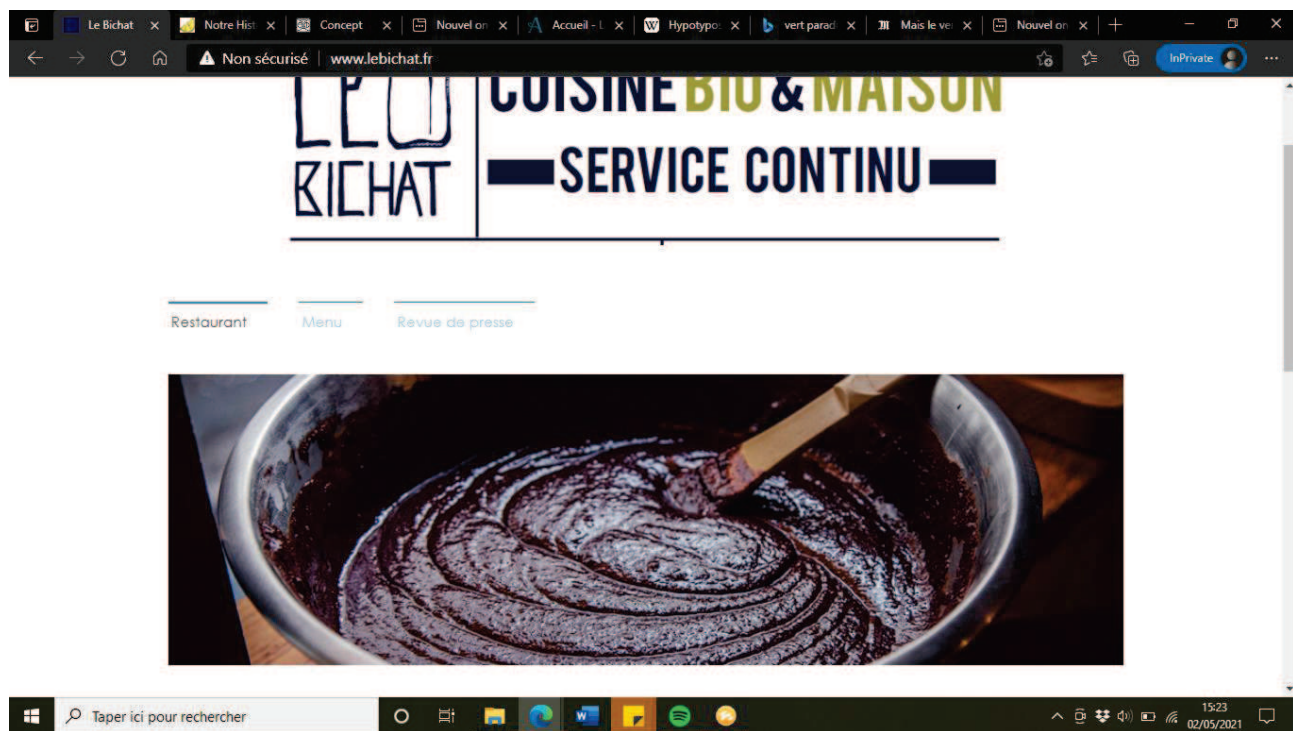 Le Bichat
Notre Hist
Concept
Nouvel on
Accueil - L
Hypotypo:
vert parad
Mais le ver
Nouvel on
Non sécurisé
www.lebichat.fr
InPrivate
LE
BICHAT
CUISINE BIO & MAISON
SERVICE CONTINU
Restaurant
Menu
Revue de presse
Taper ici pour rechercher
15:23
02/05/2021